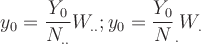 y_0 = \frac{Y_0}{N_{..}} W_{..}; y_0 = \frac{Y_0}{N_{.}} W_{.}